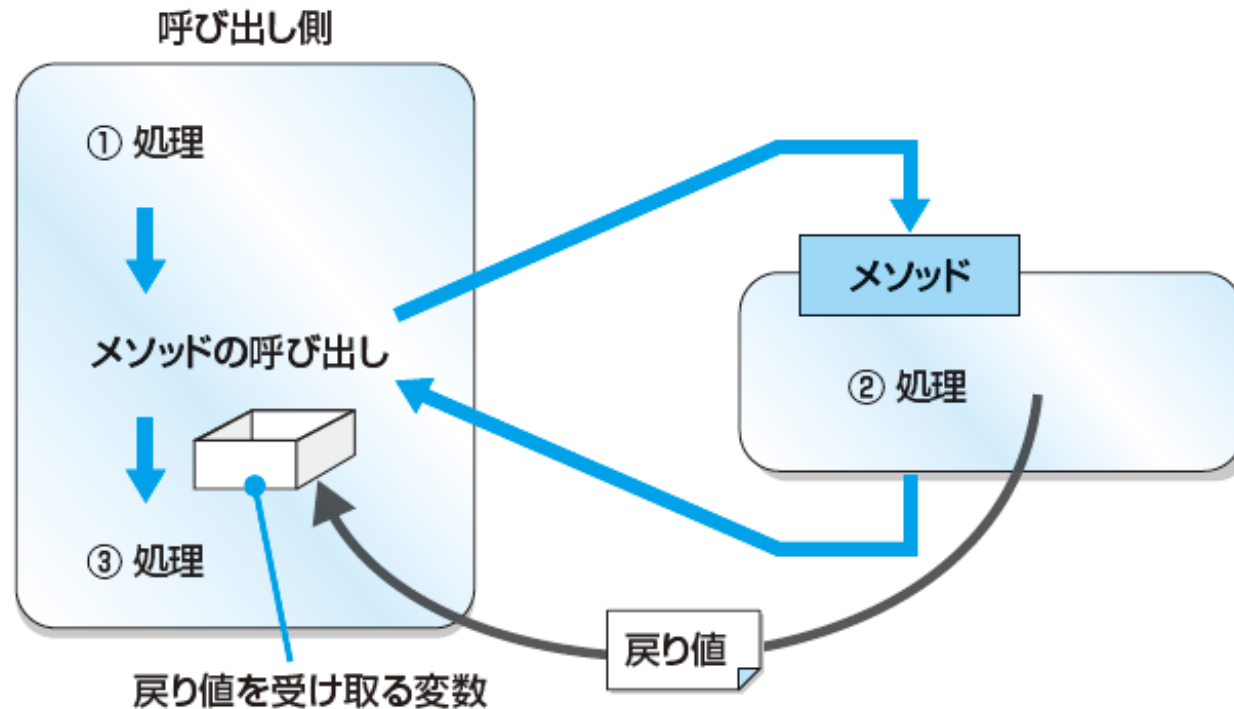 呼び出し側
① 処理
メソッド
メソッドの呼び出し
② 処理
③ 処理
戻り値
戻り値を受け取る変数